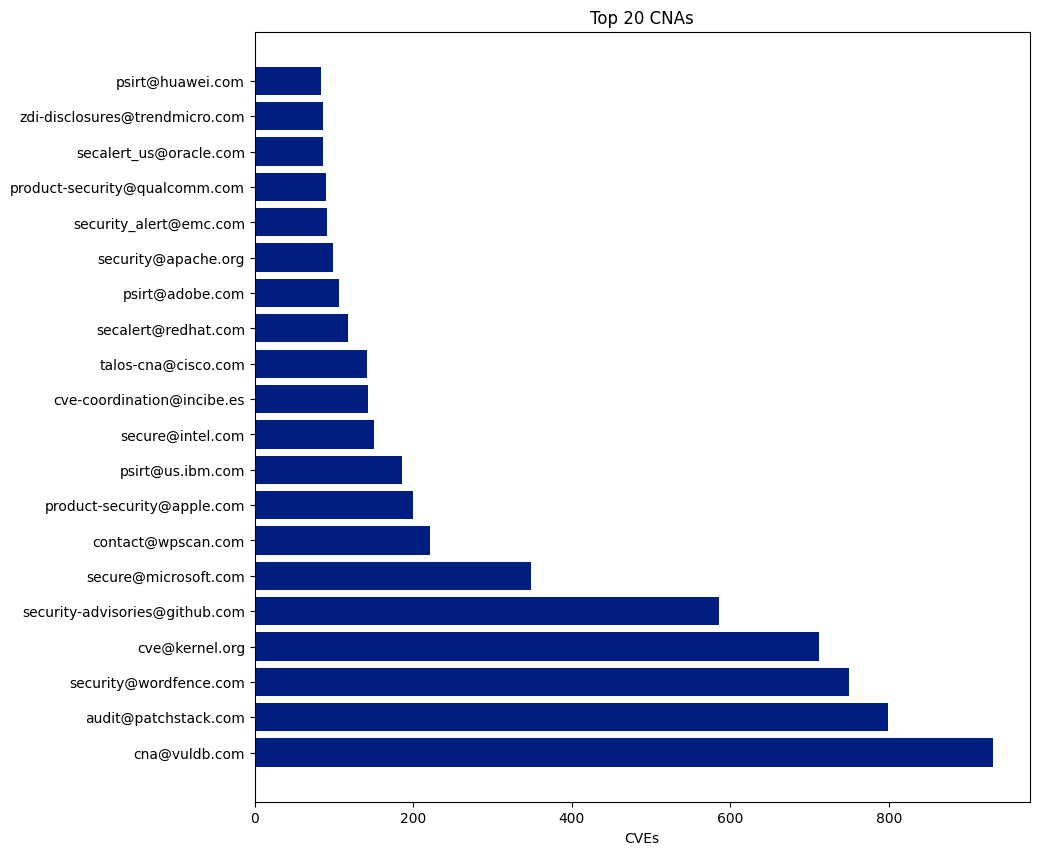 Top 20 CNAs
psirt@huawei.com
zdi-disclosures@trendmicro.com
secalert_us@oracle.com
product-security@qualcomm.com
security_alert@emc.com
security@apache.org
psirt@adobe.com
secalert@redhat.com
talos-cna@cisco.com
cve-coordination@incibe.es
secure@intel.com
psirt@us.ibm.com
product-security@apple.com
contact@wpscan.com
secure@microsoft.com
security-advisories@github.com
cve@kernel.org
security@wordfence.com
audit@patchstack.com
cna@vuldb.com
0 200 400 600 800
CVEs